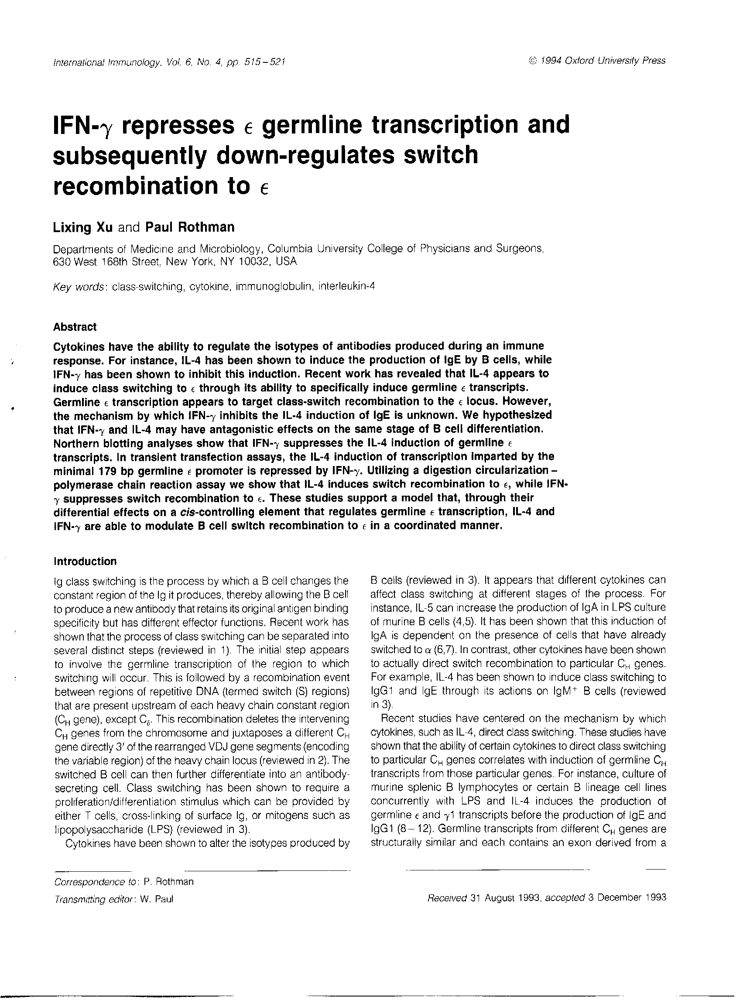 International Immunology, Vol. 6, No. 4, pp. 515–521
© 1994 Oxford University Press
IFN-γ represses ε germline transcription and
subsequently down-regulates switch
recombination to ε
Lixing Xu and Paul Rothman
Departments of Medicine and Microbiology, Columbia University College of Physicians and Surgeons,
630 West 168th Street, New York, NY 10032, USA
Key words: class-switching, cytokine, immunoglobulin, interleukin-4
Abstract
Cytokines have the ability to regulate the isotypes of antibodies produced during an immune
response. For instance, IL-4 has been shown to induce the production of IgE by B cells, while
IFN-γ has been shown to inhibit this induction. Recent work has revealed that IL-4 appears to
induce class switching to ε through its ability to specifically induce germline ε transcripts.
Germline ε transcription appears to target class-switch recombination to the ε locus. However,
the mechanism by which IFN-γ inhibits the IL-4 induction of IgE is unknown. We hypothesized
that IFN-γ and IL-4 may have antagonistic effects on the same stage of B cell differentiation.
Northern blotting analyses show that IFN-γ suppresses the IL-4 induction of germline ε
transcripts. In transient transfection assays, the IL-4 induction of transcription imparted by the
minimal 179 bp germline ε promoter is repressed by IFN-γ. Utilizing a digestion circularization–
polymerase chain reaction assay we show that IL-4 induces switch recombination to ε, while IFN-
γ suppresses switch recombination to ε. These studies support a model that, through their
differential effects on a cis-controlling element that regulates germline ε transcription, IL-4 and
IFN-γ are able to modulate B cell switch recombination to ε in a coordinated manner.
Introduction
Ig class switching is the process by which a B cell changes the
constant region of the Ig it produces, thereby allowing the B cell
to produce a new antibody that retains its original antigen binding
specificity but has different effector functions. Recent work has
shown that the process of class switching can be separated into
several distinct steps (reviewed in 1). The initial step appears
to involve the germline transcription of the region to which
switching will occur. This is followed by a recombination event
between regions of repetitive DNA (termed switch (S) regions)
that are present upstream of each heavy chain constant region
(C_H gene), except C_δ. This recombination deletes the intervening
C_H genes from the chromosome and juxtaposes a different C_H
gene directly 3′ of the rearranged VDJ gene segments (encoding
the variable region) of the heavy chain locus (reviewed in 2). The
switched B cell can then further differentiate into an antibody-
secreting cell. Class switching has been shown to require a
proliferation/differentiation stimulus which can be provided by
either T cells, cross-linking of surface Ig, or mitogens such as
lipopolysaccharide (LPS) (reviewed in 3).
Cytokines have been shown to alter the isotypes produced by
B cells (reviewed in 3). It appears that different cytokines can
affect class switching at different stages of the process. For
instance, IL-5 can increase the production of IgA in LPS culture
of murine B cells (4,5). It has been shown that this induction of
IgA is dependent on the presence of cells that have already
switched to α (6,7). In contrast, other cytokines have been shown
to actually direct switch recombination to particular C_H genes.
For example, IL-4 has been shown to induce class switching to
IgG1 and IgE through its actions on IgM⁺ B cells (reviewed
in 3).
Recent studies have centered on the mechanism by which
cytokines, such as IL-4, direct class switching. These studies have
shown that the ability of certain cytokines to direct class switching
to particular C_H genes correlates with induction of germline C_H
transcripts from those particular genes. For instance, culture of
murine splenic B lymphocytes or certain B lineage cell lines
concurrently with LPS and IL-4 induces the production of
germline ε and γ1 transcripts before the production of IgE and
IgG1 (8–12). Germline transcripts from different C_H genes are
structurally similar and each contains an exon derived from a
Correspondence to: P. Rothman
Transmitting editor: W. Paul
Received 31 August 1993, accepted 3 December 1993